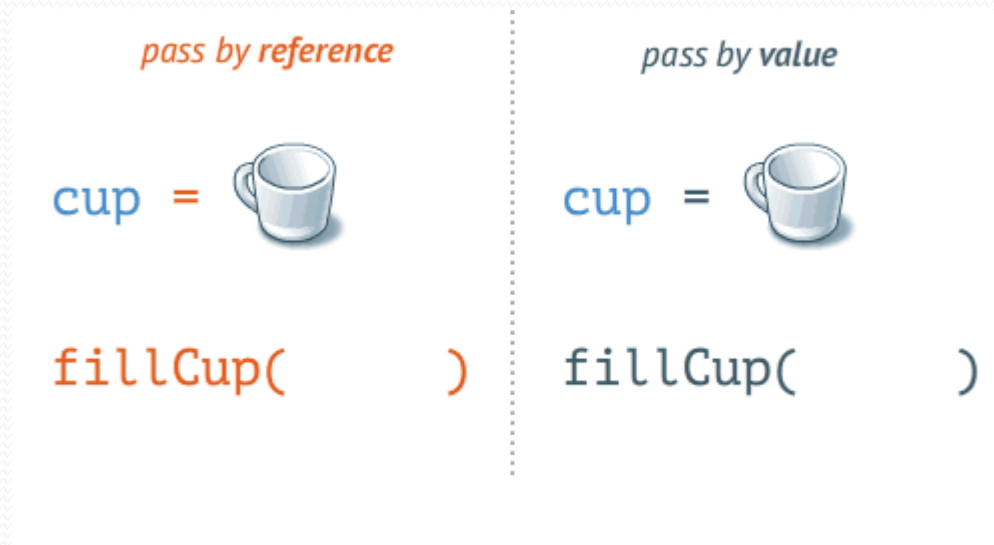 pass by reference
cup =
fillCup( )
pass by value
cup =
fillCup( )